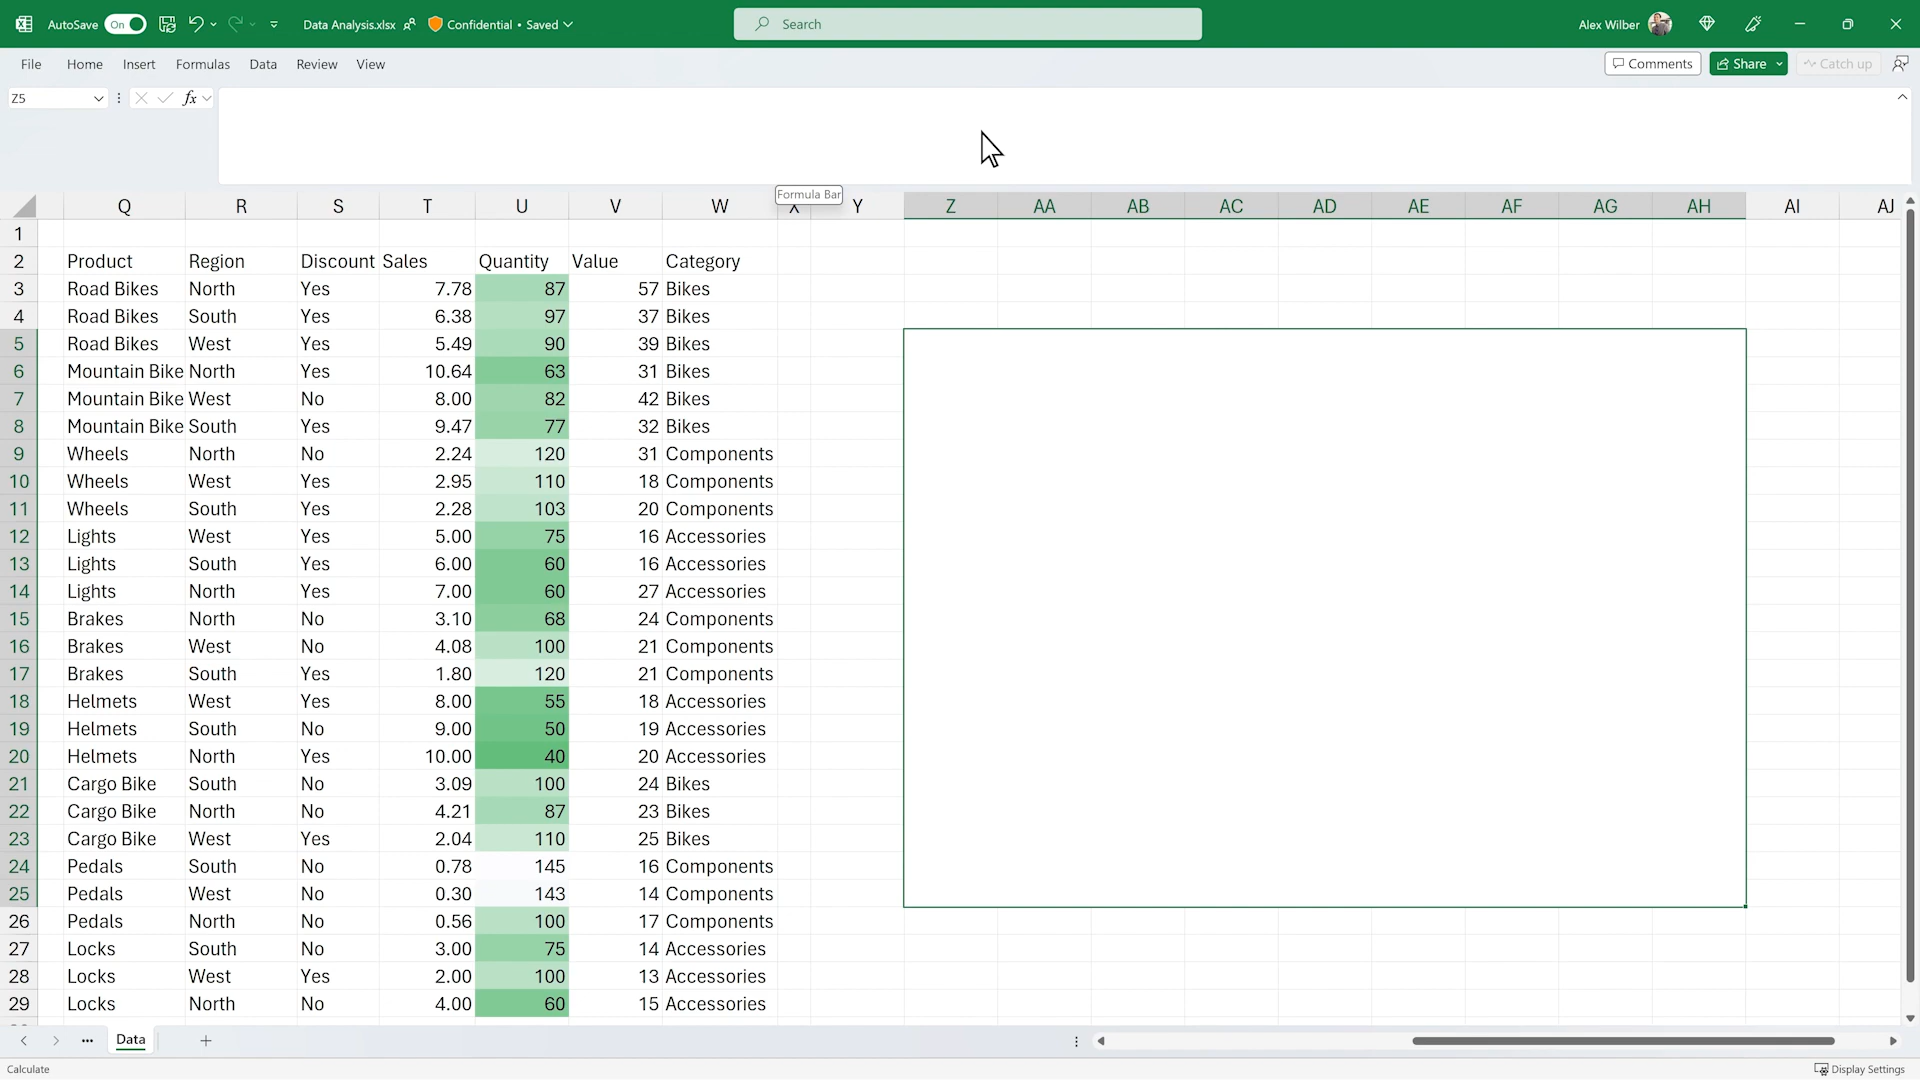 AutoSave On Data Analysis.xlsx Confidential • Saved Search Alex Wilber
File Home Insert Formulas Data Review View Comments Share Catch up
Z5 fx
Formula Bar
Q R S T U V W X Y Z AA AB AC AD AE AF AG AH AI AJ
1
2 Product Region Discount Sales Quantity Value Category
3 Road Bikes North Yes 7.78 87 57 Bikes
4 Road Bikes South Yes 6.38 97 37 Bikes
5 Road Bikes West Yes 5.49 90 39 Bikes
6 Mountain Bike North Yes 10.64 63 31 Bikes
7 Mountain Bike West No 8.00 82 42 Bikes
8 Mountain Bike South Yes 9.47 77 32 Bikes
9 Wheels North No 2.24 120 31 Components
10 Wheels West Yes 2.95 110 18 Components
11 Wheels South Yes 2.28 103 20 Components
12 Lights West Yes 5.00 75 16 Accessories
13 Lights South Yes 6.00 60 16 Accessories
14 Lights North Yes 7.00 60 27 Accessories
15 Brakes North No 3.10 68 24 Components
16 Brakes West No 4.08 100 21 Components
17 Brakes South Yes 1.80 120 21 Components
18 Helmets West Yes 8.00 55 18 Accessories
19 Helmets South No 9.00 50 19 Accessories
20 Helmets North Yes 10.00 40 20 Accessories
21 Cargo Bike South No 3.09 100 24 Bikes
22 Cargo Bike North No 4.21 87 23 Bikes
23 Cargo Bike West Yes 2.04 110 25 Bikes
24 Pedals South No 0.78 145 16 Components
25 Pedals West No 0.30 143 14 Components
26 Pedals North No 0.56 100 17 Components
27 Locks South No 3.00 75 14 Accessories
28 Locks West Yes 2.00 100 13 Accessories
29 Locks North No 4.00 60 15 Accessories
Data
Calculate Display Settings